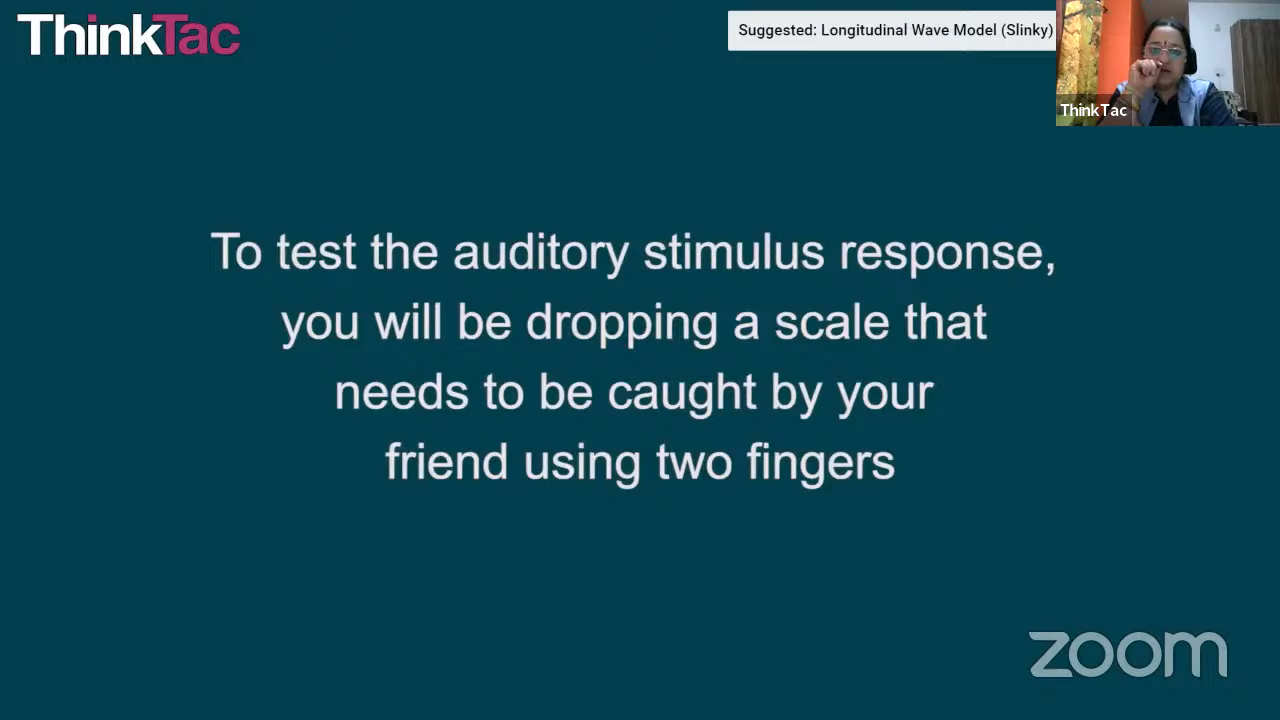 ThinkTac
Suggested: Longitudinal Wave Model (Slinky)
ThinkTac
To test the auditory stimulus response,
you will be dropping a scale that
needs to be caught by your
friend using two fingers
zoom